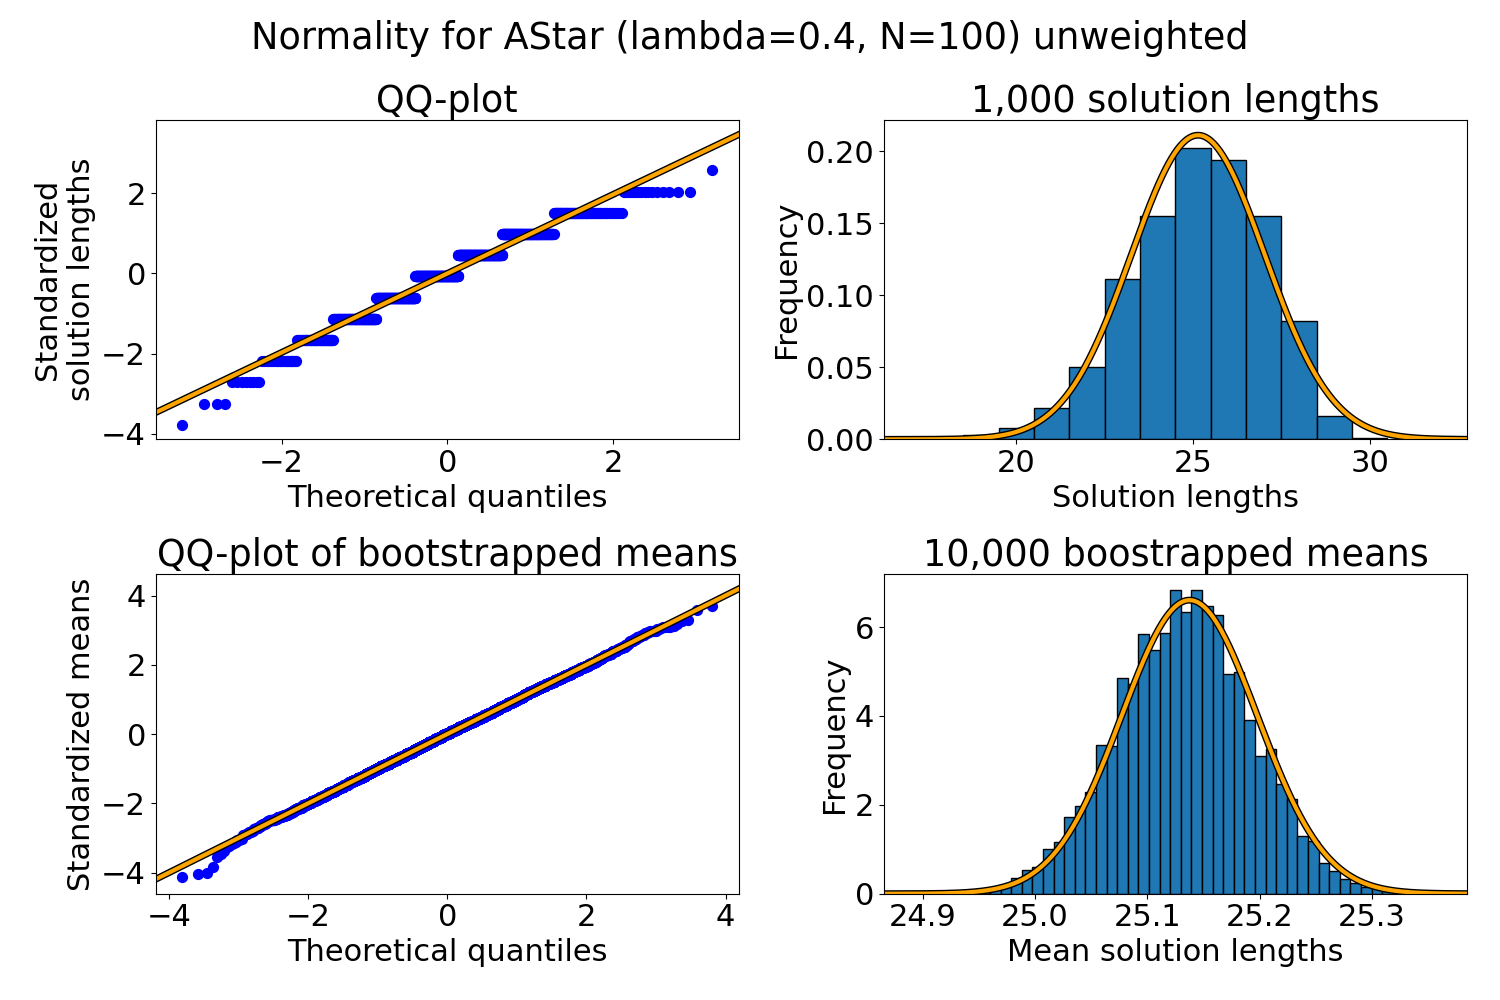 Normality for AStar (lambda=0.4, N=100) unweighted
QQ-plot
Standardized
solution lengths
2
0
−2
−4
−2 0 2
Theoretical quantiles
1,000 solution lengths
Frequency
0.20
0.15
0.10
0.05
0.00
20 25 30
Solution lengths
QQ-plot of bootstrapped means
Standardized means
4
2
0
−2
−4
−4 −2 0 2 4
Theoretical quantiles
10,000 boostrapped means
Frequency
6
4
2
0
24.9 25.0 25.1 25.2 25.3
Mean solution lengths